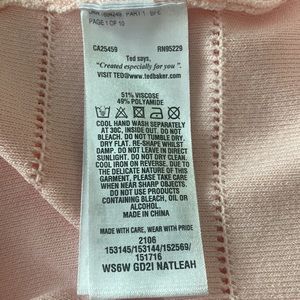 PAGE 1 OF 10
CA25459 RN95229
Ted says,
"Created especially for you".
VISIT TED@www.tedbaker.com
51% VISCOSE
49% POLYAMIDE
COOL HAND WASH SEPARATELY
AT 30C, INSIDE OUT. DO NOT
BLEACH. DO NOT TUMBLE DRY.
DRY FLAT. RE-SHAPE WHILST
DAMP. DO NOT LEAVE IN DIRECT
SUNLIGHT. DO NOT DRY CLEAN.
COOL IRON ON REVERSE, DUE TO
THE DELICATE NATURE OF THIS
GARMENT, PLEASE TAKE CARE
WHEN NEAR SHARP OBJECTS.
DO NOT USE PRODUCTS
CONTAINING BLEACH, OIL OR
ALCOHOL.
MADE IN CHINA
MADE WITH CARE, WEAR WITH PRIDE
2106
153145/153144/152569/
151716
WS6W GD2I NATLEAH